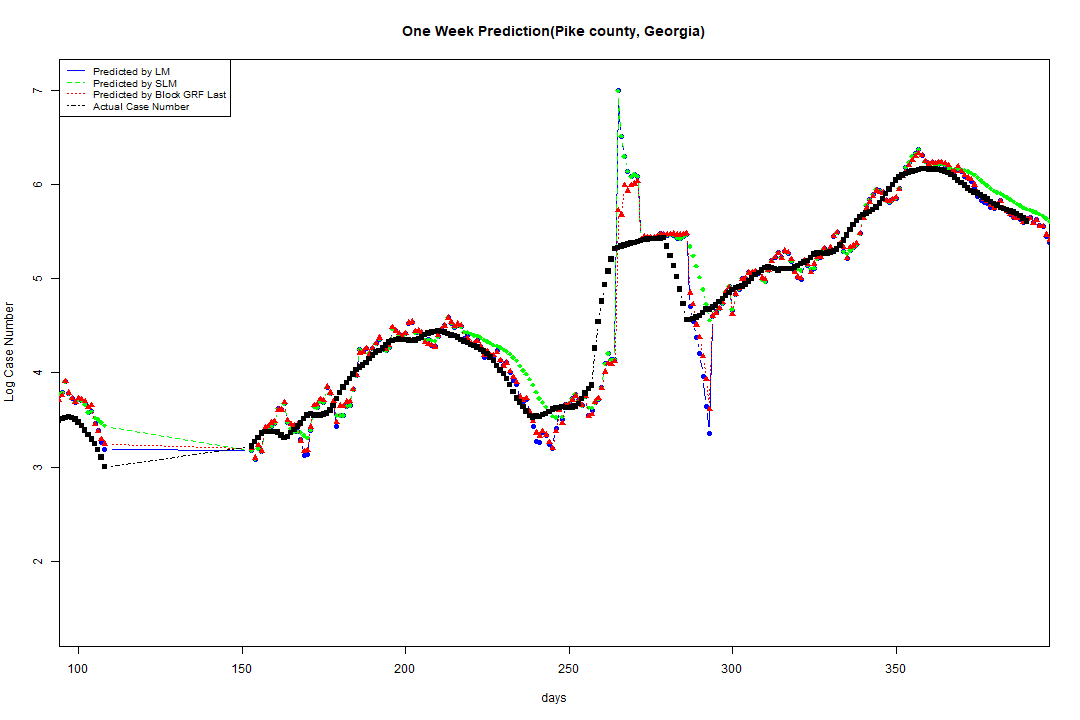 One Week Prediction(Pike county, Georgia)
Predicted by LM
Predicted by SLM
Predicted by Block GRF Last
Actual Case Number
Log Case Number
7
6
5
4
3
2
100 150 200 250 300 350
days